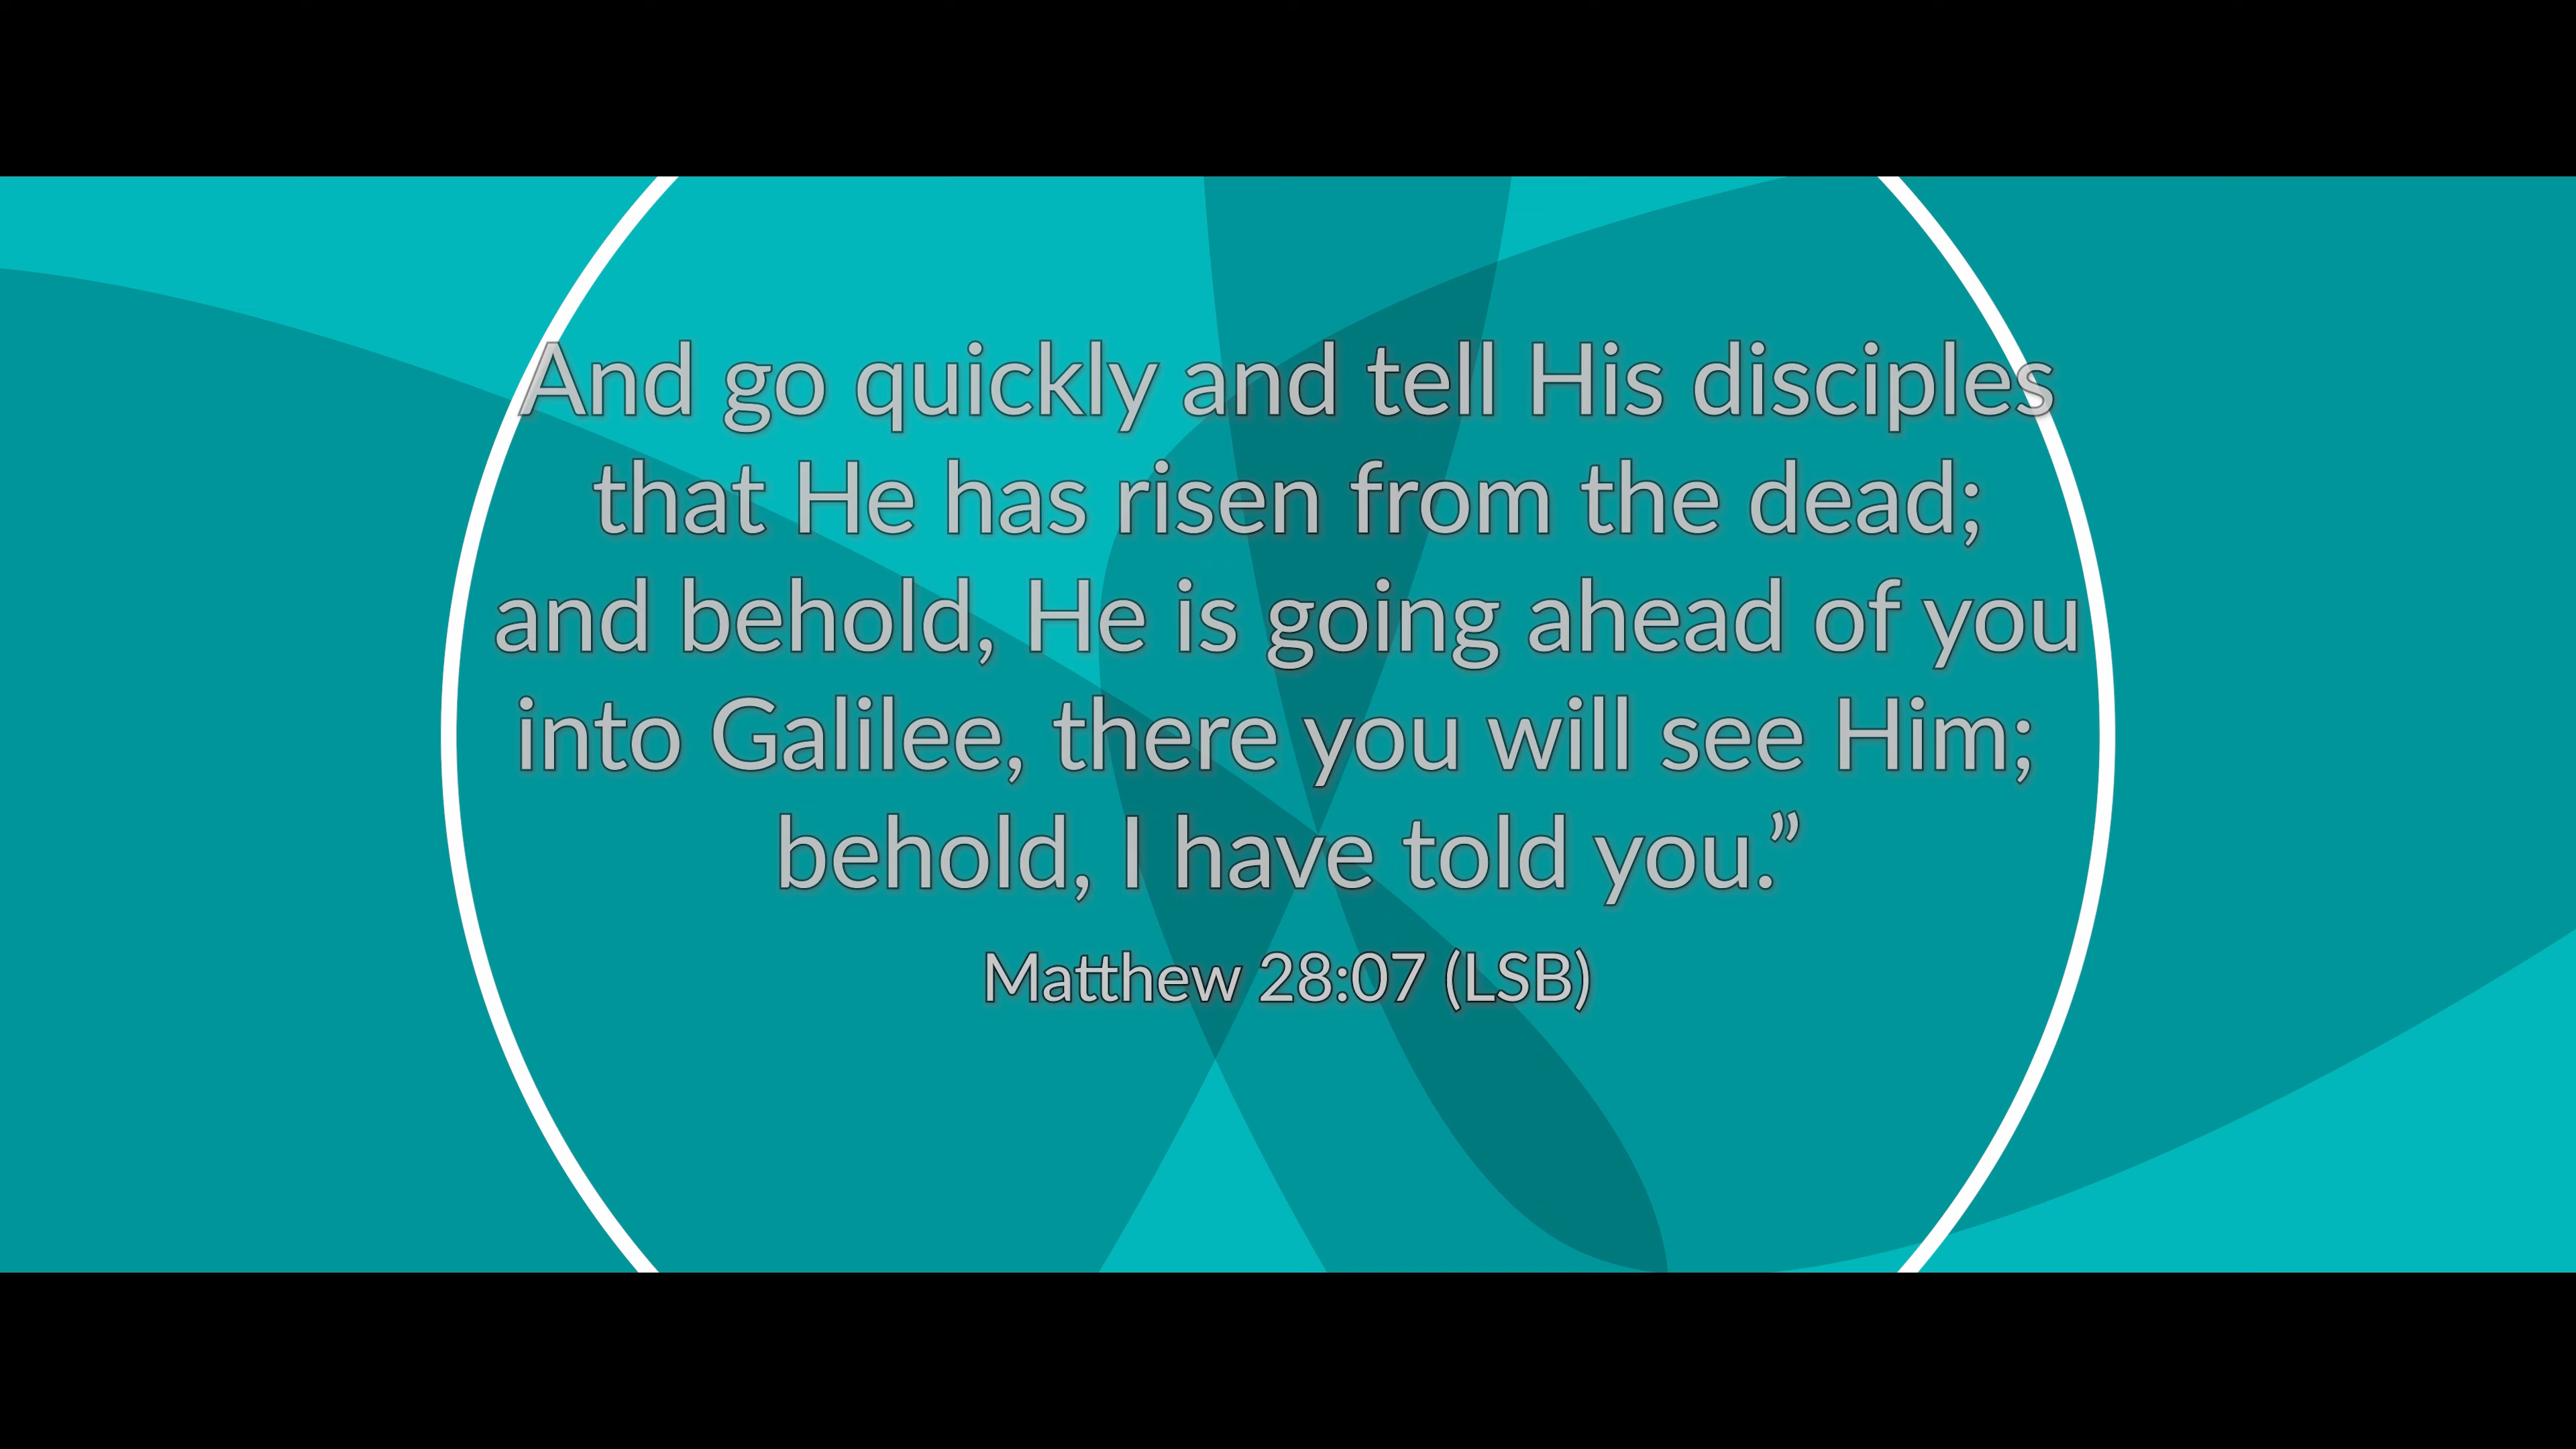 And go quickly and tell His disciples
that He has risen from the dead;
and behold, He is going ahead of you
into Galilee, there you will see Him;
behold, I have told you.”
Matthew 28:07 (LSB)